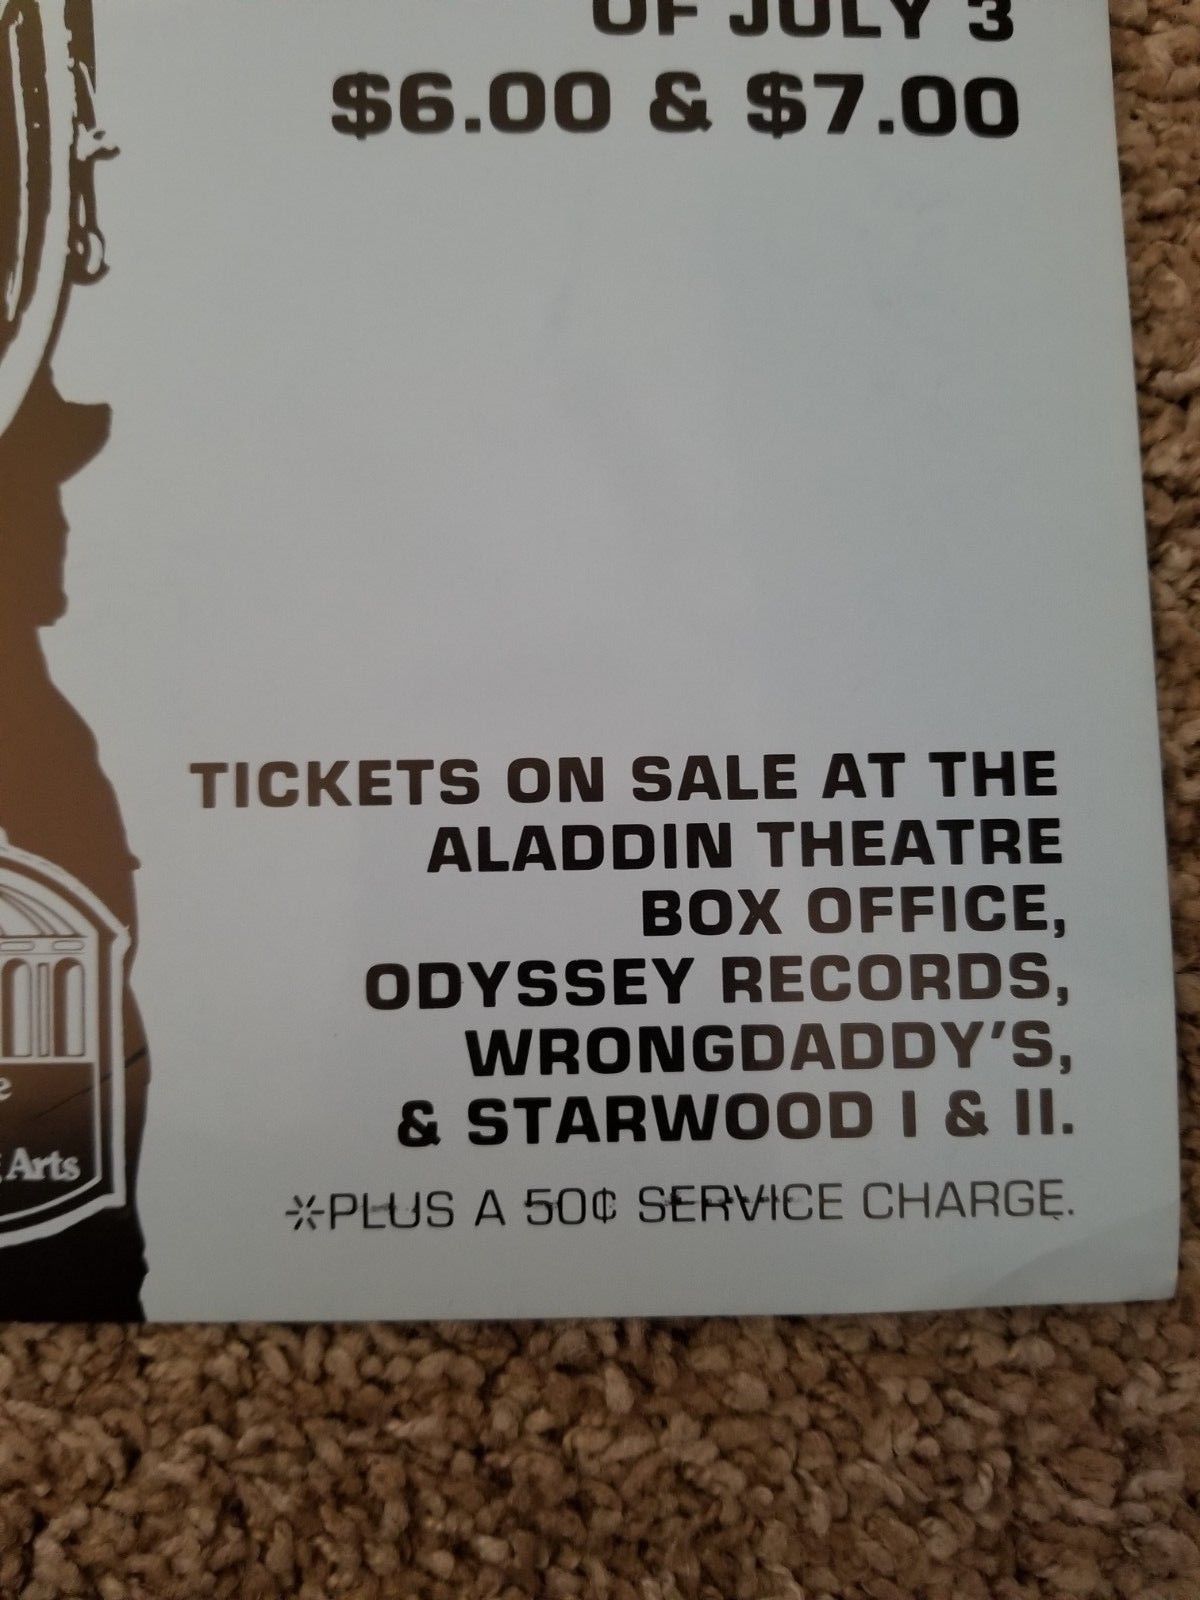 OF JULY 3
$6.00 & $7.00
TICKETS ON SALE AT THE
ALADDIN THEATRE
BOX OFFICE,
ODYSSEY RECORDS,
WRONGDADDY'S,
& STARWOOD I & II.
*PLUS A 50¢ SERVICE CHARGE.
Arts